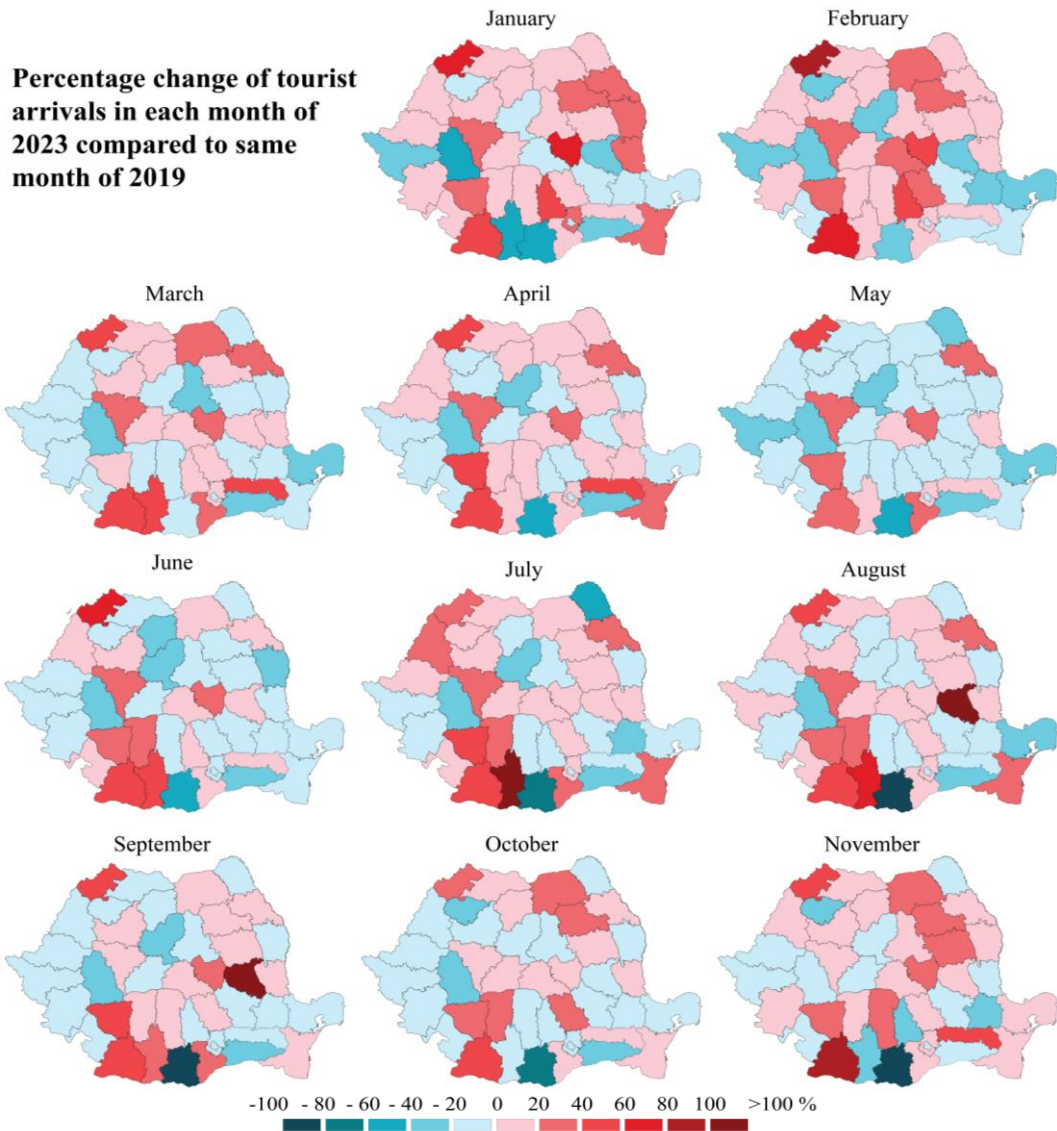 January
February
Percentage change of tourist
arrivals in each month of
2023 compared to same
month of 2019
March
April
May
June
July
August
September
October
November
-100 - 80 - 60 - 40 - 20 0 20 40 60 80 100 >100 %